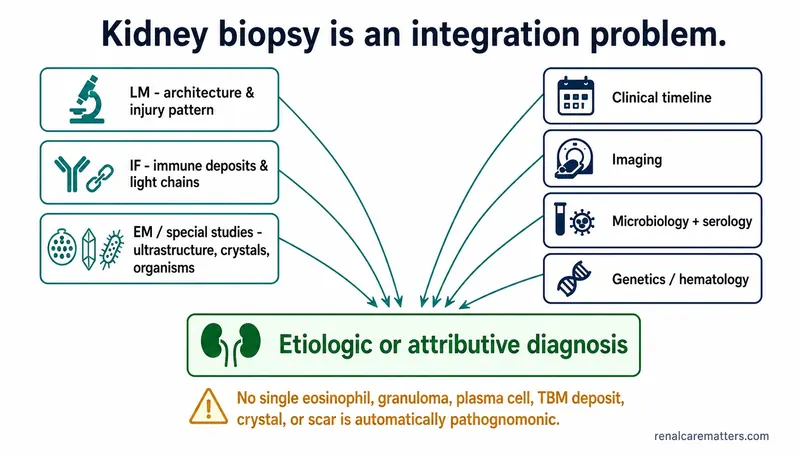 Kidney biopsy is an integration problem.
LM - architecture &
injury pattern
IF - immune deposits &
light chains
EM / special studies -
ultrastructure, crystals,
organisms
Clinical timeline
Imaging
Microbiology + serology
Genetics / hematology
Etiologic or attributive diagnosis
No single eosinophil, granuloma, plasma cell, TBM deposit,
crystal, or scar is automatically pathognomonic.
renalcarematters.com